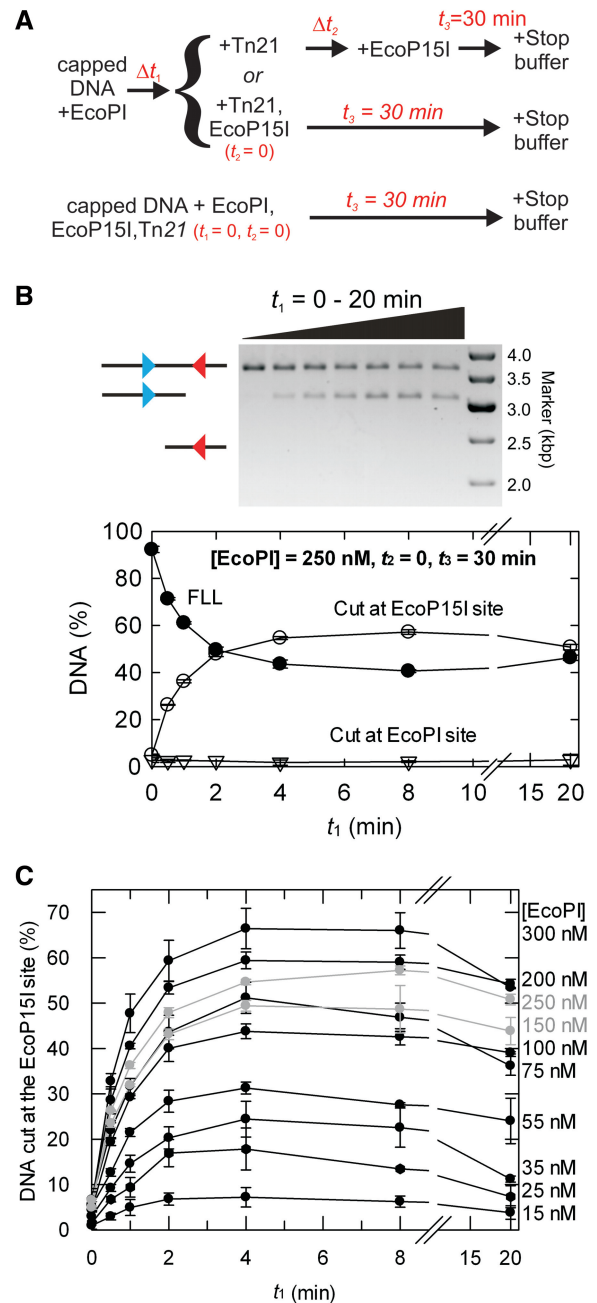 A
capped
DNA
+EcoPI
Δt1
+Tn21
or
+Tn21,
EcoP15I
(t2 = 0)
Δt2
+EcoP15I
t3=30 min
+Stop
buffer
t3 = 30 min
+Stop
buffer
capped DNA + EcoPI,
EcoP15I,Tn21 (t1 = 0, t2 = 0)
t3 = 30 min
+Stop
buffer
B
t1 = 0 - 20 min
4.0
3.5
3.0
2.5
2.0
Marker (kbp)
[EcoPI] = 250 nM, t2 = 0, t3 = 30 min
FLL
Cut at EcoP15I site
Cut at EcoPI site
DNA (%)
100
80
60
40
20
0
0 2 4 6 8 10 15 20
t1 (min)
C
DNA cut at the EcoP15I site (%)
70
60
50
40
30
20
10
0
[EcoPI]
300 nM
200 nM
250 nM
150 nM
100 nM
75 nM
55 nM
35 nM
25 nM
15 nM
0 2 4 6 8 15 20
t1 (min)